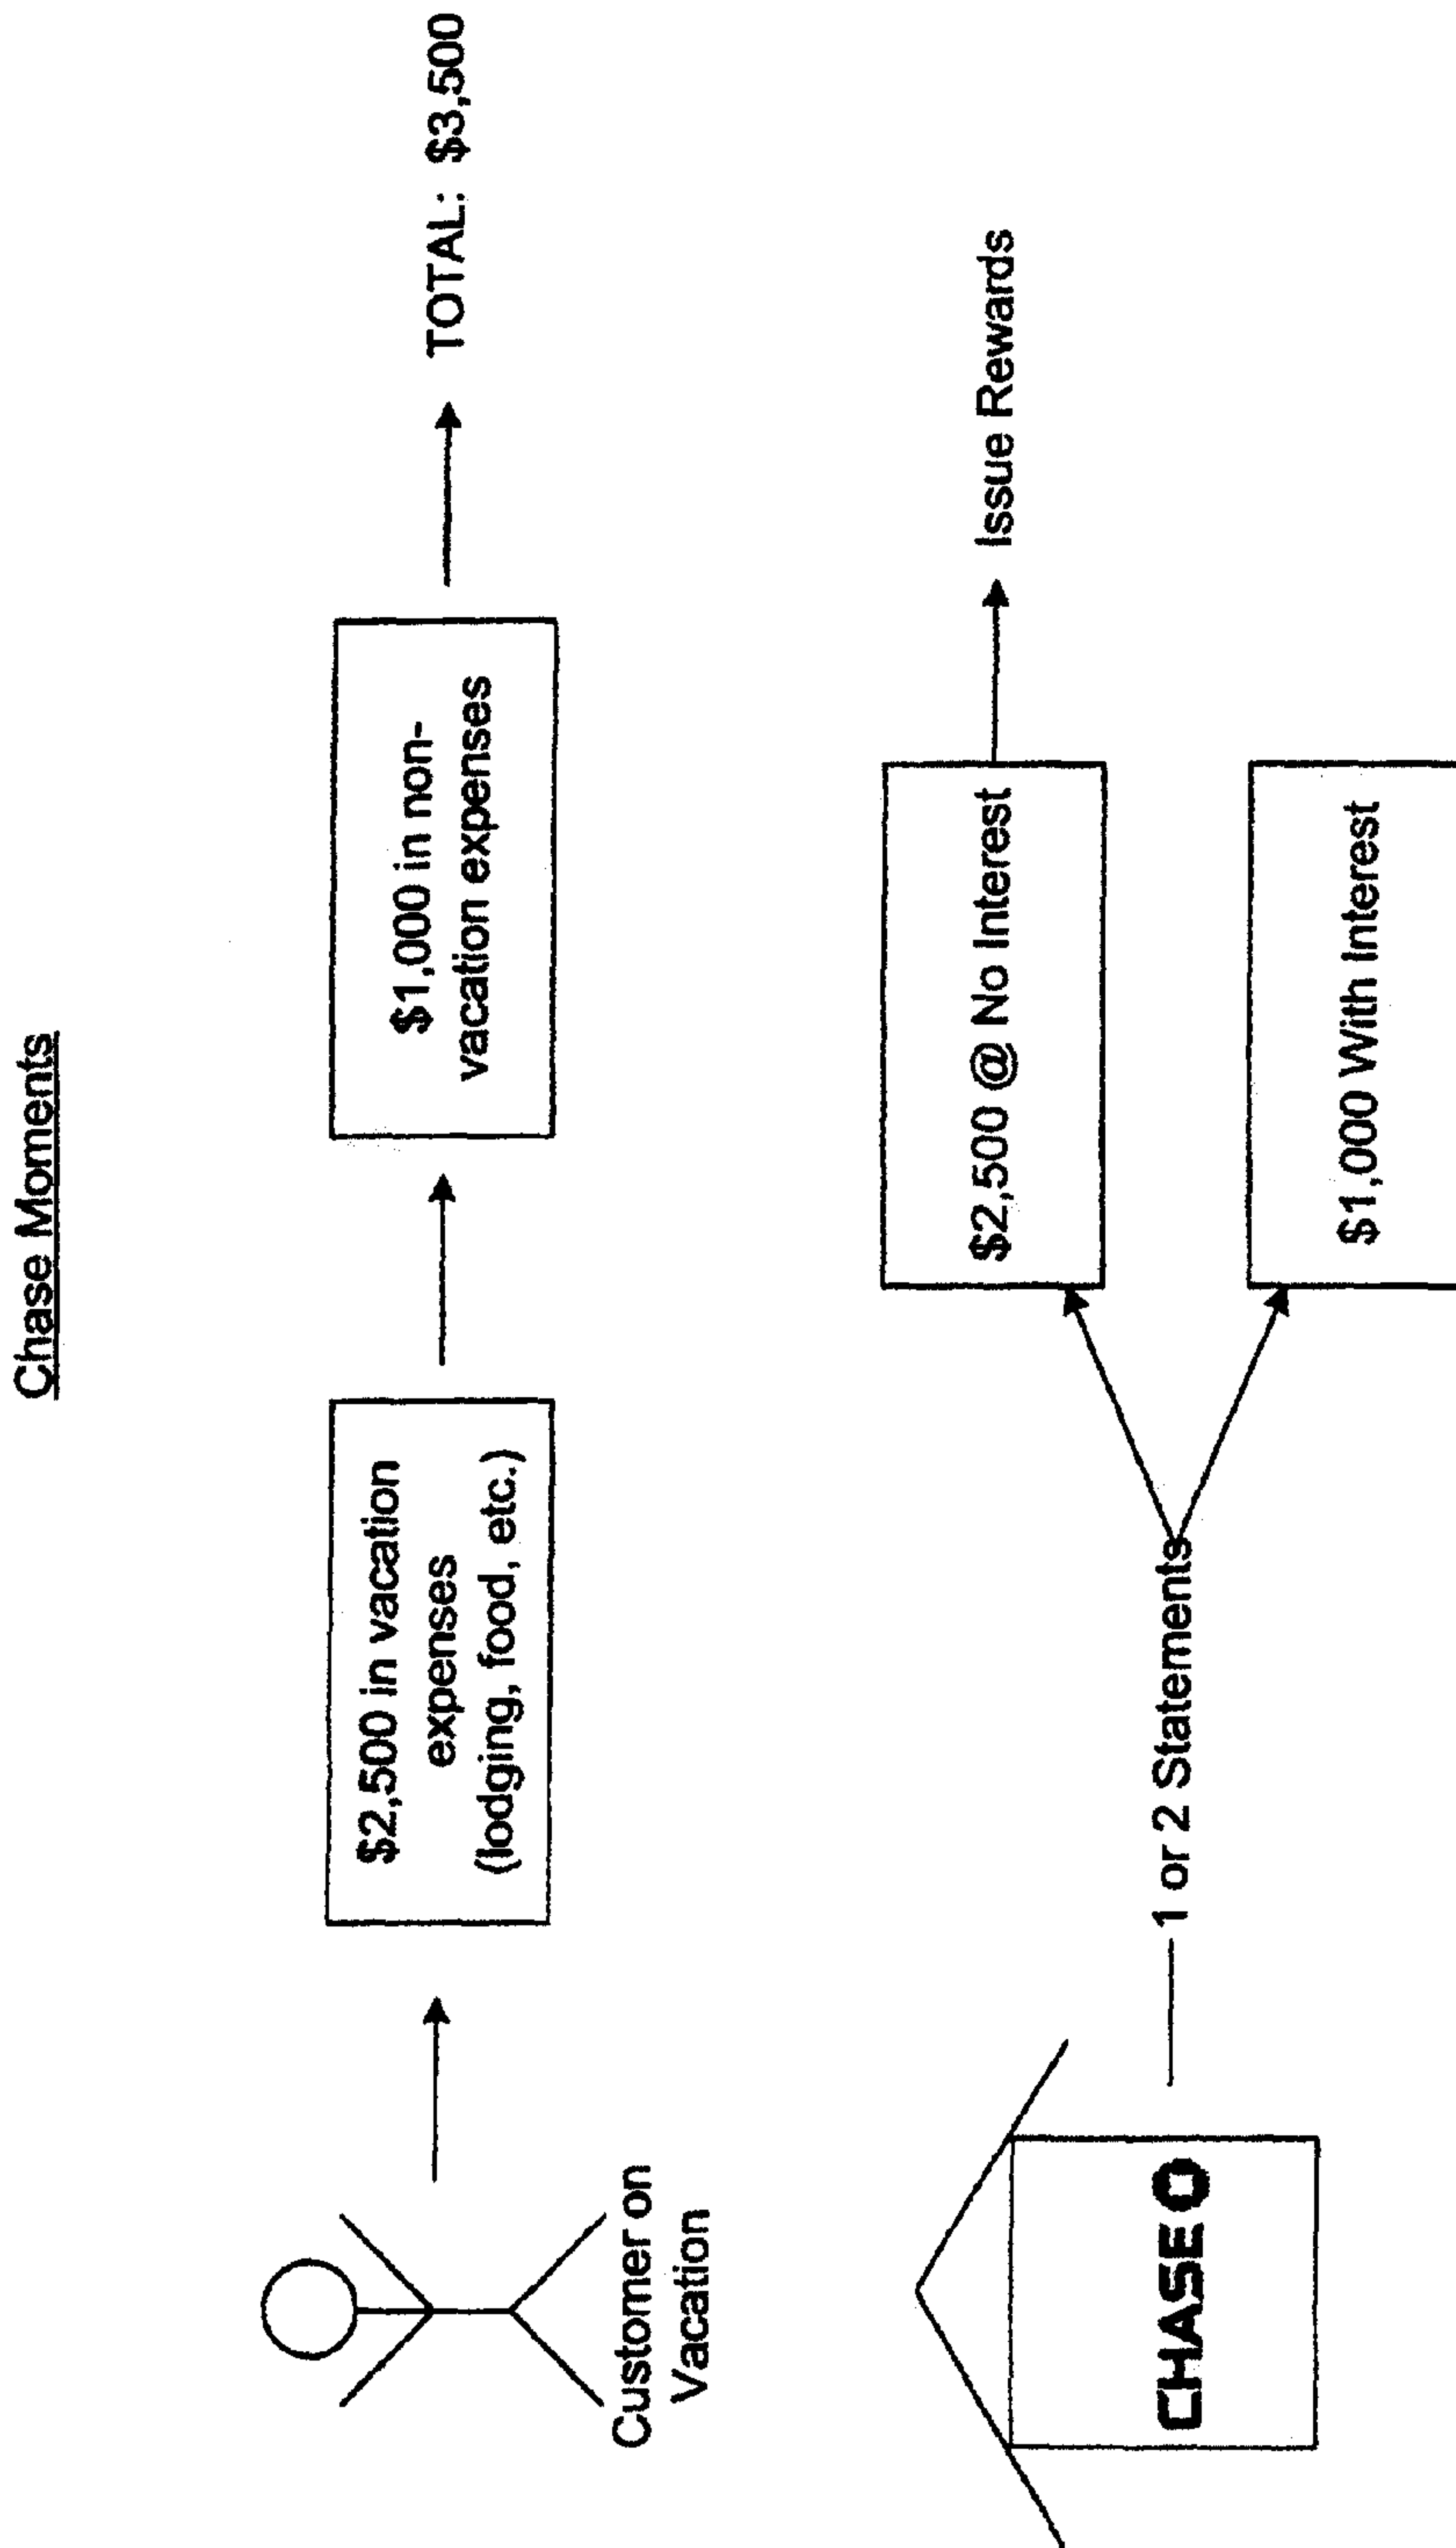 Chase Moments
Customer on
Vacation
$2,500 in vacation
expenses
(lodging, food, etc.)
$1,000 in non-
vacation expenses
TOTAL: $3,500
CHASE
1 or 2 Statements
$2,500 @ No Interest
Issue Rewards
$1,000 With Interest